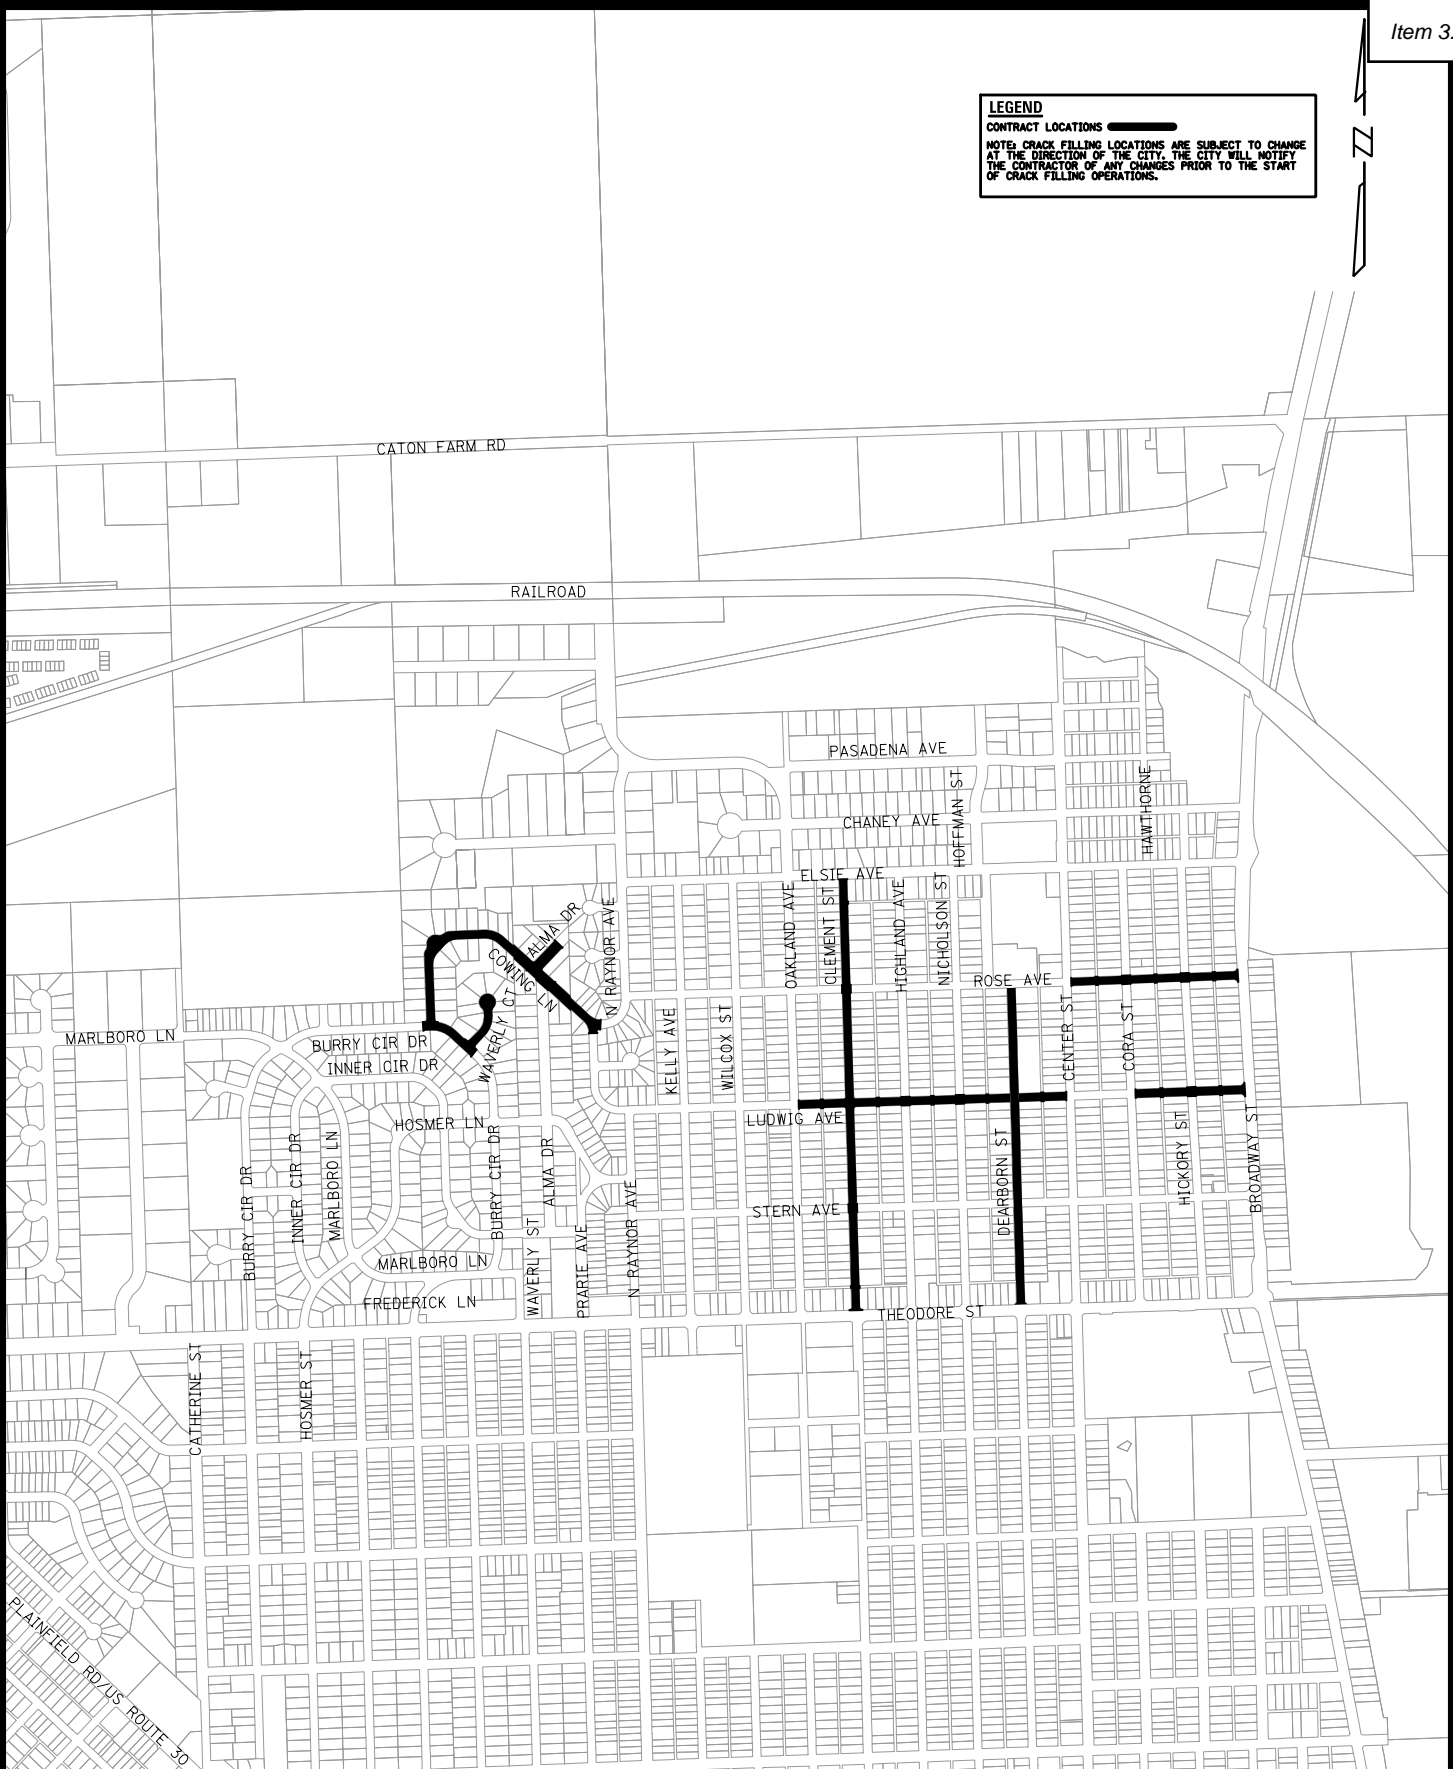 Item 3.
LEGEND
CONTRACT LOCATIONS
NOTE: CRACK FILLING LOCATIONS ARE SUBJECT TO CHANGE
AT THE DIRECTION OF THE CITY. THE CITY WILL NOTIFY
THE CONTRACTOR OF ANY CHANGES PRIOR TO THE START
OF CRACK FILLING OPERATIONS.
N
CATON FARM RD
RAILROAD
PASADENA AVE
HOFFMAN ST
HAWTHORNE
CHANEY AVE
ELSIE AVE
OAKLAND AVE
CLEMENT ST
HIGHLAND AVE
NICHOLSON ST
ALMA DR
N RAYNOR AVE
COWING LN
ROSE AVE
WAVERLY CT
MARLBORO LN
BURRY CIR DR
INNER CIR DR
KELLY AVE
WILCOX ST
CENTER ST
CORA ST
HOSMER LN
LUDWIG AVE
BURRY CIR DR
INNER CIR DR
MARLBORO LN
BURRY CIR DR
ALMA DR
DEARBORN ST
HICKORY ST
BROADWAY ST
STERN AVE
N RAYNOR AVE
MARLBORO LN
WAVERLY ST
PRARIE AVE
FREDERICK LN
THEODORE ST
CATHERINE ST
HOSMER ST
PLAINFIELD RD/US ROUTE 30